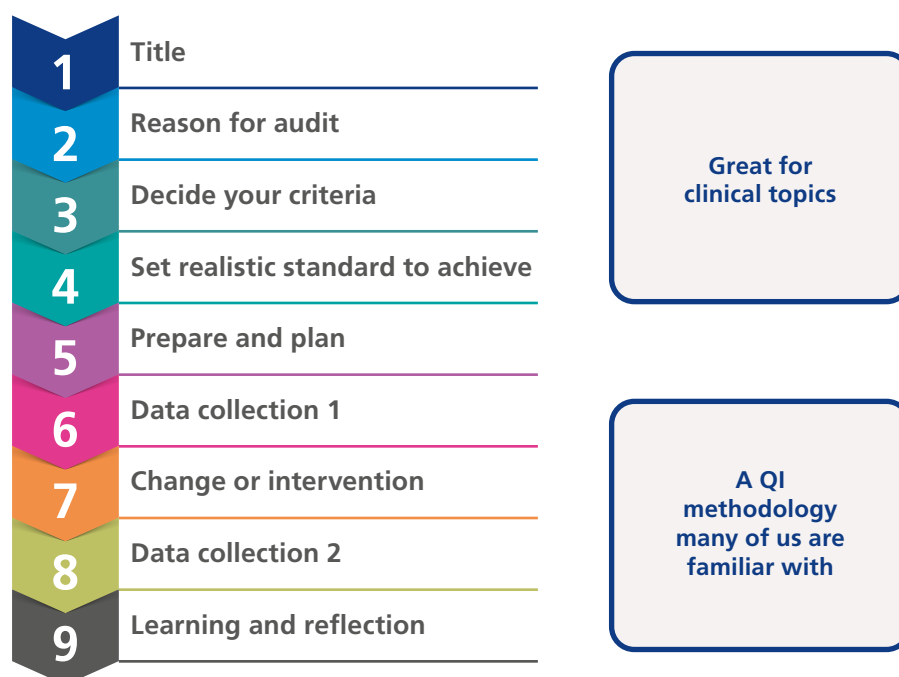 1 Title
2 Reason for audit
3 Decide your criteria
4 Set realistic standard to achieve
5 Prepare and plan
6 Data collection 1
7 Change or intervention
8 Data collection 2
9 Learning and reflection
Great for
clinical topics
A QI
methodology
many of us are
familiar with